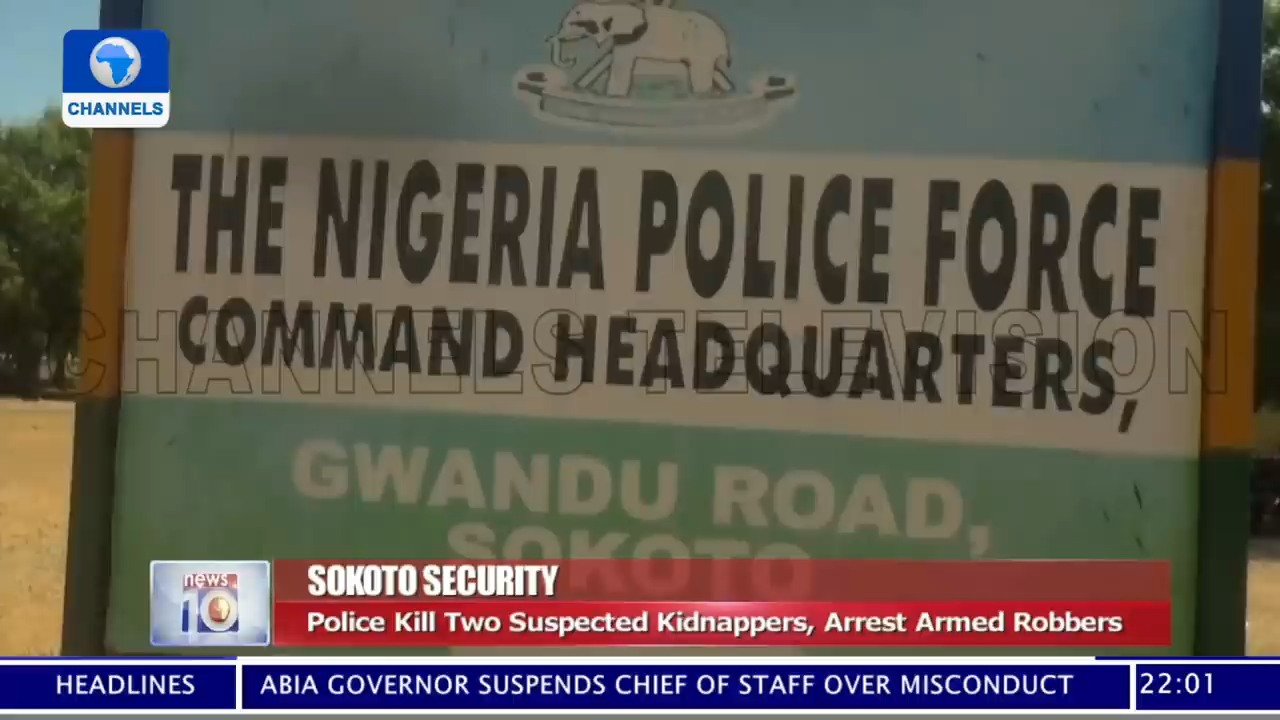 CHANNELS
THE NIGERIA POLICE FORCE
COMMAND HEADQUARTERS,
CHANNELS TELEVISION
GWANDU ROAD,
SOKOTO
news
10
SOKOTO SECURITY
Police Kill Two Suspected Kidnappers, Arrest Armed Robbers
HEADLINES
ABIA GOVERNOR SUSPENDS CHIEF OF STAFF OVER MISCONDUCT
22:01